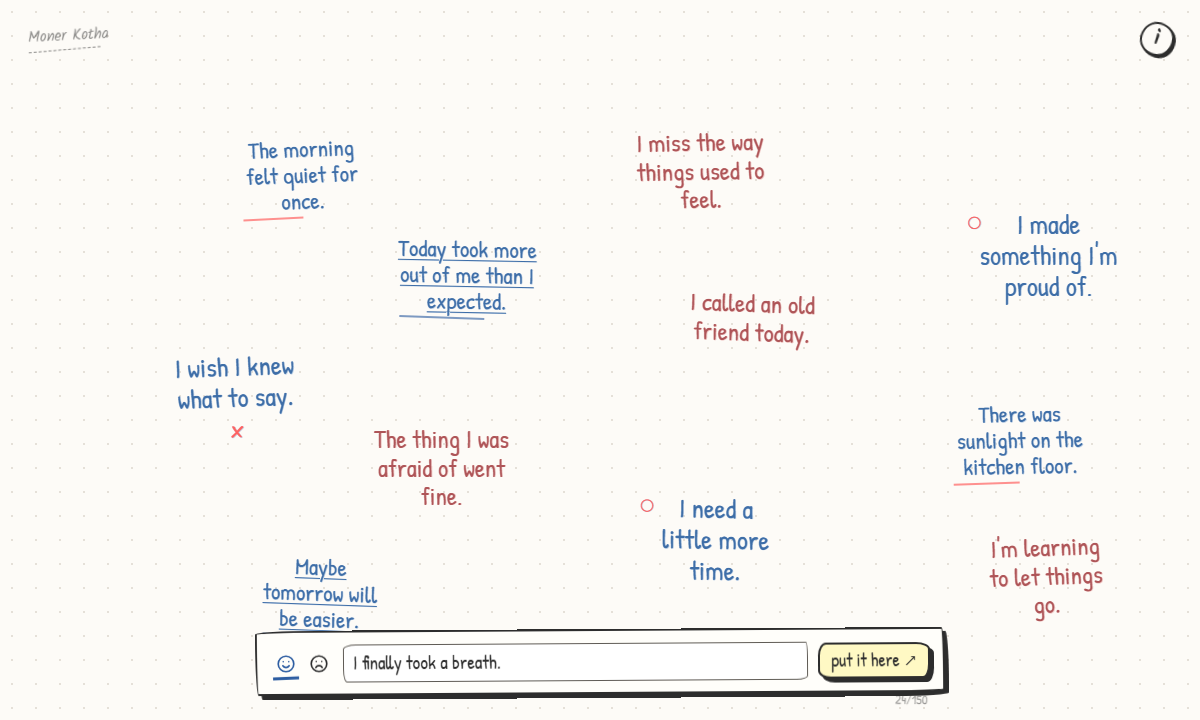 Moner Kotha
i
The morning
felt quiet for
once.
I miss the way
things used to
feel.
I made
something I'm
proud of.
Today took more
out of me than I
expected.
I called an old
friend today.
I wish I knew
what to say.
There was
sunlight on the
kitchen floor.
The thing I was
afraid of went
fine.
I need a
little more
time.
I'm learning
to let things
go.
Maybe
tomorrow will
be easier.
I finally took a breath.
put it here ↗
24/150